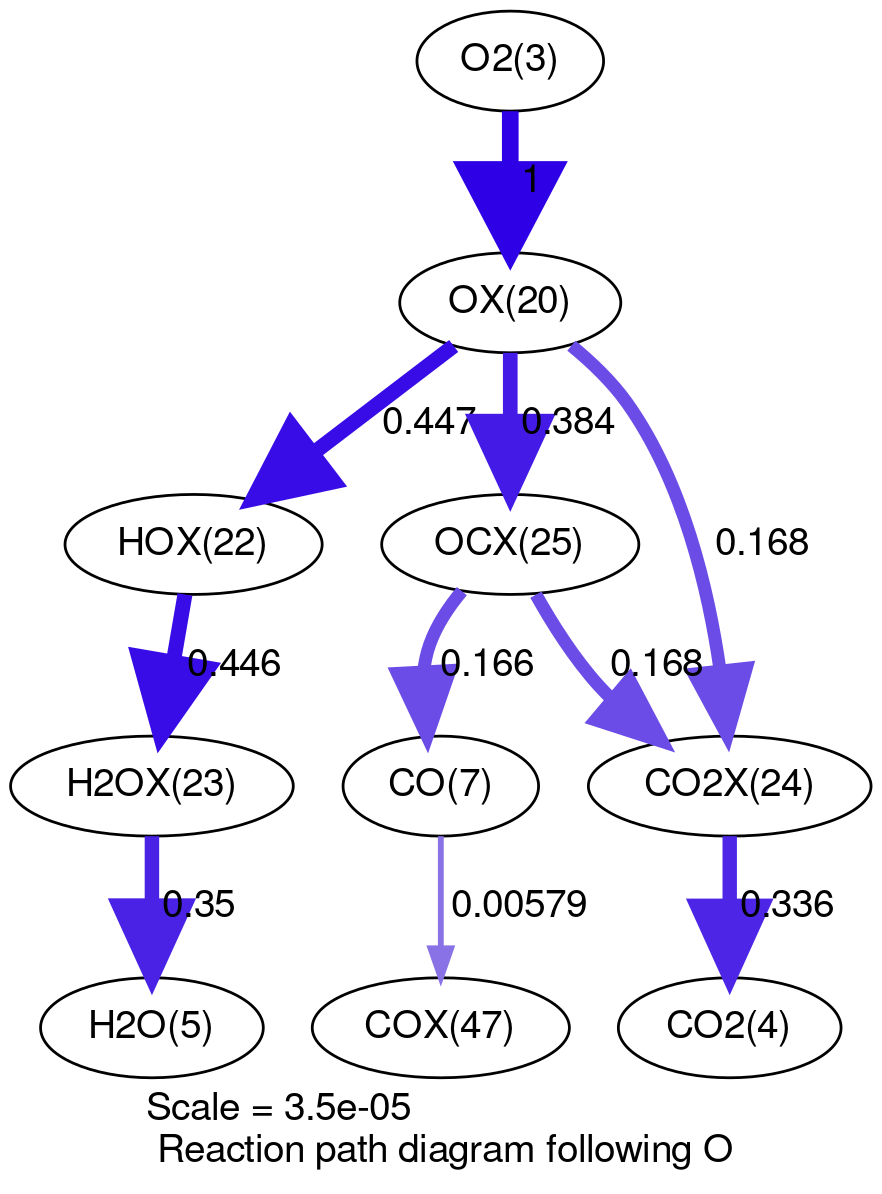 O2(3)
1
OX(20)
0.447
0.384
0.168
HOX(22)
OCX(25)
0.446
0.166
0.168
H2OX(23)
CO(7)
CO2X(24)
0.35
0.00579
0.336
H2O(5)
COX(47)
CO2(4)
Scale = 3.5e-05
Reaction path diagram following O